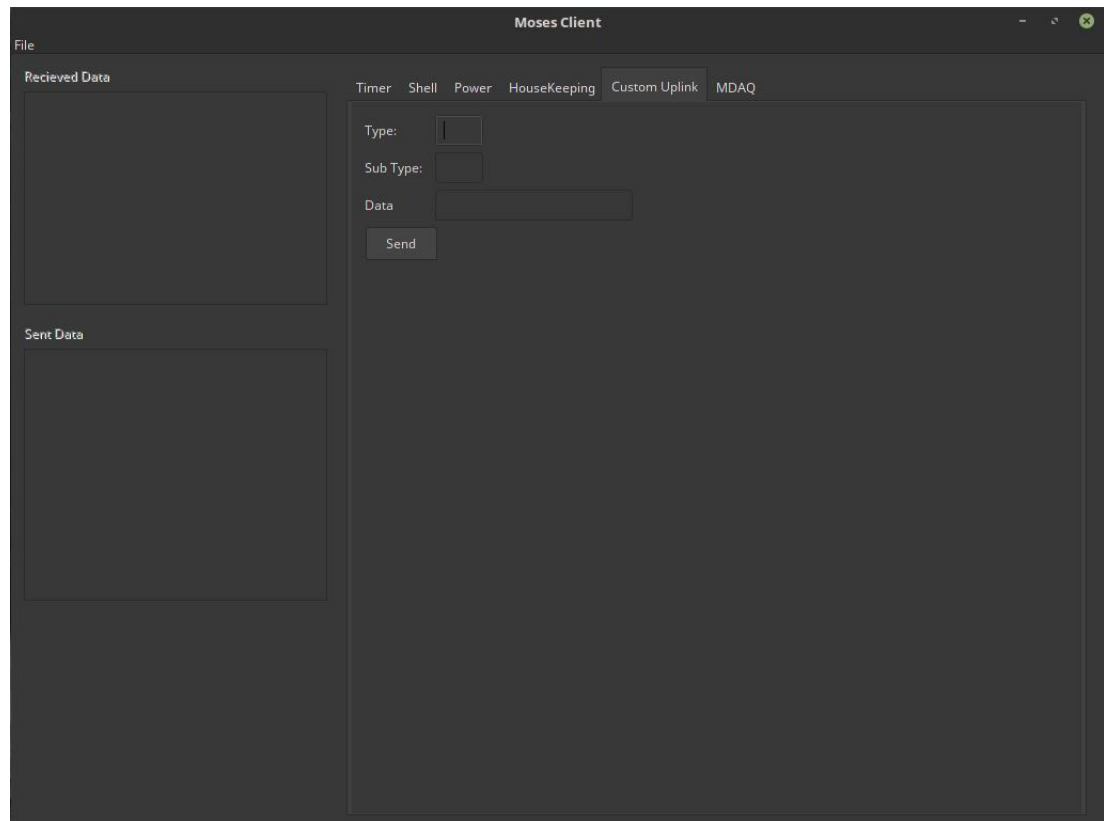 Moses Client
File
Recieved Data
Timer Shell Power HouseKeeping Custom Uplink MDAQ
Type:
Sub Type:
Data
Send
Sent Data